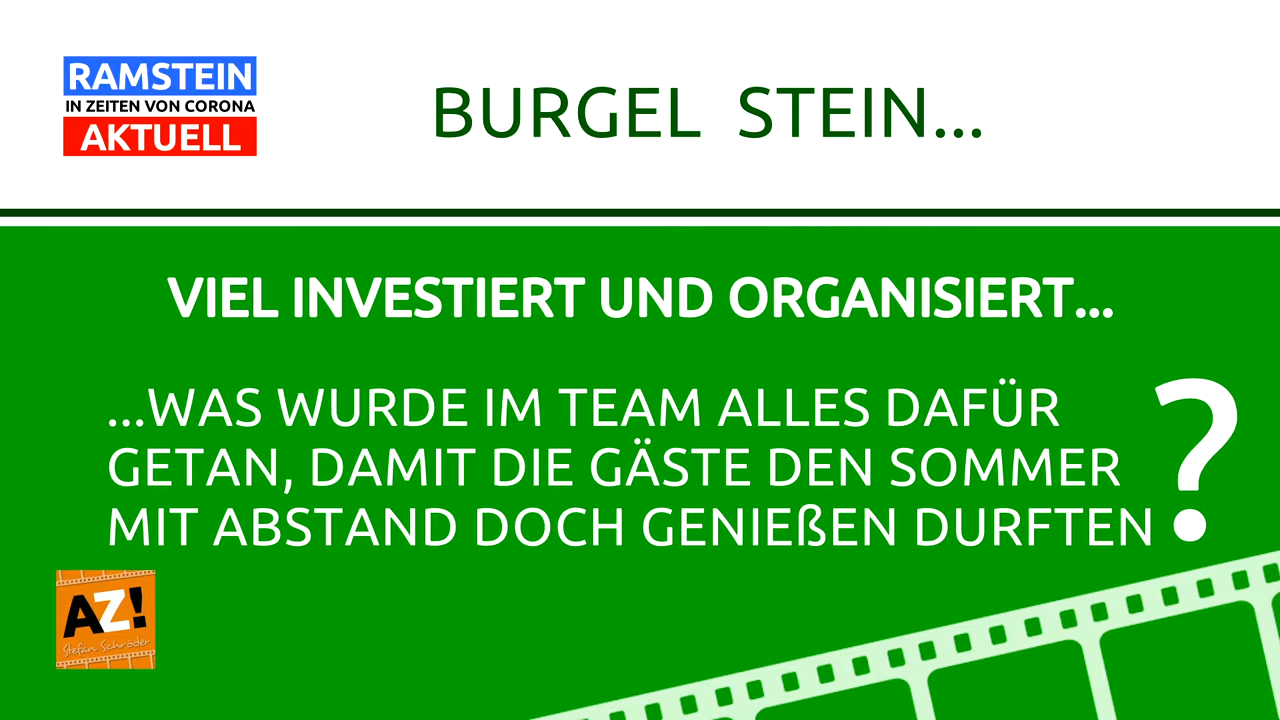 RAMSTEIN
IN ZEITEN VON CORONA
AKTUELL
BURGEL STEIN...
VIEL INVESTIERT UND ORGANISIERT...
...WAS WURDE IM TEAM ALLES DAFÜR
GETAN, DAMIT DIE GÄSTE DEN SOMMER
MIT ABSTAND DOCH GENIEßEN DURFTEN
?
AZ!
Stefan Schröder